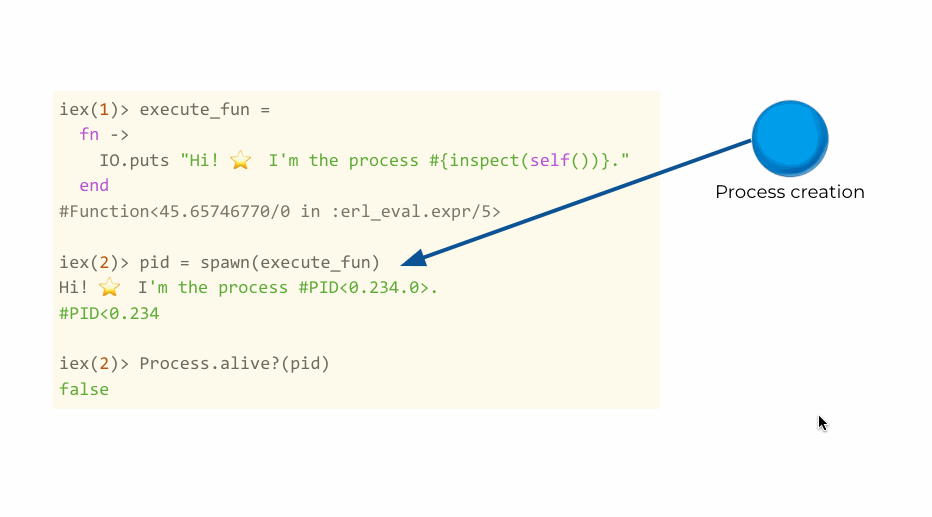 iex(1)> execute_fun =
  fn ->
    IO.puts "Hi! ⭐ I'm the process #{inspect(self())}."
  end
#Function<45.65746770/0 in :erl_eval.expr/5>
Process creation
iex(2)> pid = spawn(execute_fun)
Hi! ⭐ I'm the process #PID<0.234.0>.
#PID<0.234
iex(2)> Process.alive?(pid)
false